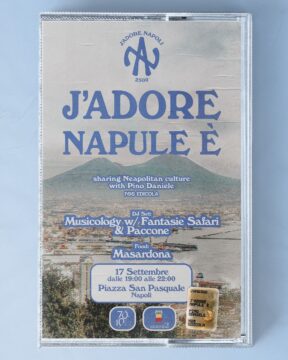 J'ADORE NAPOLI
J'ADORE
NAPULE È
sharing Neapolitan culture
with Pino Daniele
DJ Set:
Musicology w/ Fantasie Safari
& Paccone
Food:
Masardona
17 Settembre
dalle 19:00 alle 22:00
Piazza San Pasquale
Napoli